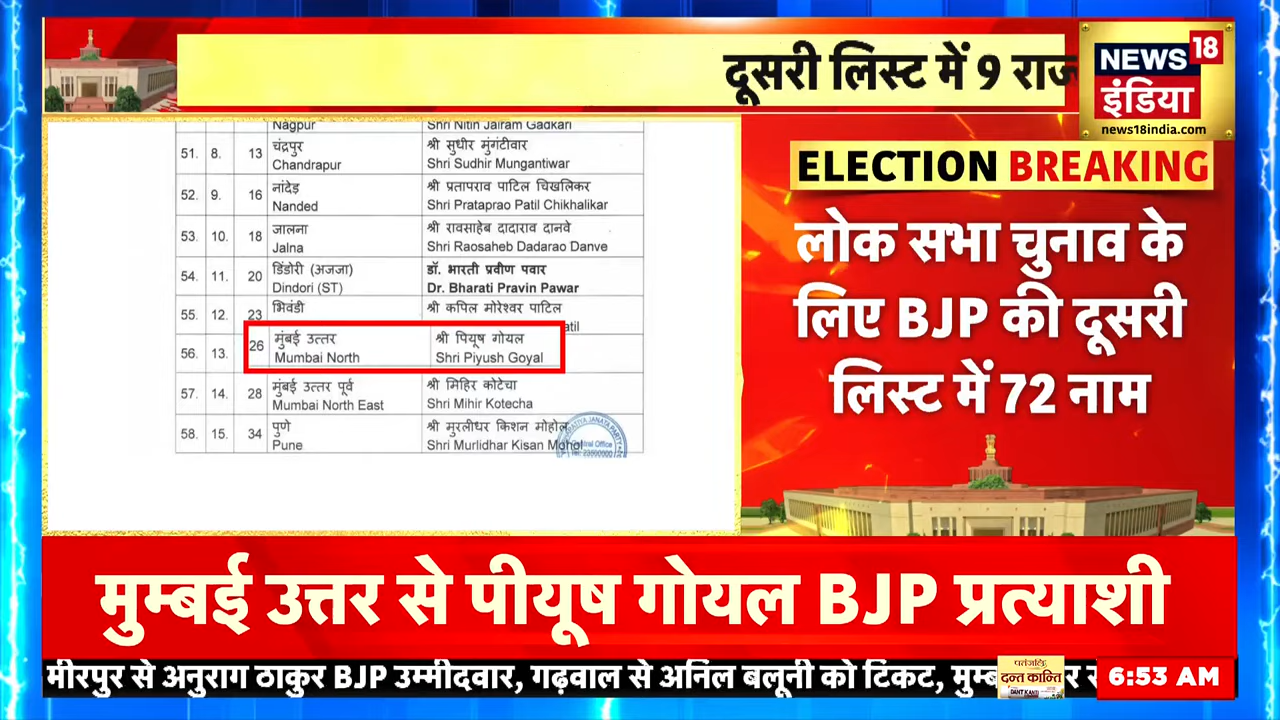 दूसरी लिस्ट में 9
NEWS 18
इंडिया
news18india.com
Nagpur Shri Nitin Jairam Gadkari
51. 8. 13 चंद्रपुर श्री सुधीर मुंगंटीवार
Chandrapur Shri Sudhir Mungantiwar
52. 9. 16 नांदेड़ श्री प्रतापराव पाटिल चिखलिकर
Nanded Shri Prataprao Patil Chikhalikar
53. 10. 18 जालना श्री रावसाहेब दादाराव दानवे
Jalna Shri Raosaheb Dadarao Danve
54. 11. 20 डिंडोरी (अजजा) डॉ. भारती प्रवीण पवार
Dindori (ST) Dr. Bharati Pravin Pawar
55. 12. 23 भिवंडी श्री कपिल मोरेश्वर पाटिल
56. 13. 26 मुंबई उत्तर श्री पियूष गोयल
Mumbai North Shri Piyush Goyal
57. 14. 28 मुंबई उत्तर पूर्व श्री मिहिर कोटेचा
Mumbai North East Shri Mihir Kotecha
58. 15. 34 पुणे श्री मुरलीधर किशन मोहोल
Pune Shri Murlidhar Kisan Mohol
ELECTION BREAKING
लोक सभा चुनाव के
लिए BJP की दूसरी
लिस्ट में 72 नाम
मुम्बई उत्तर से पीयूष गोयल BJP प्रत्याशी
मीरपुर से अनुराग ठाकुर BJP उम्मीदवार, गढ़वाल से अनिल बलूनी को टिकट,
पतंजलि
दन्त कान्ति
6:53 AM